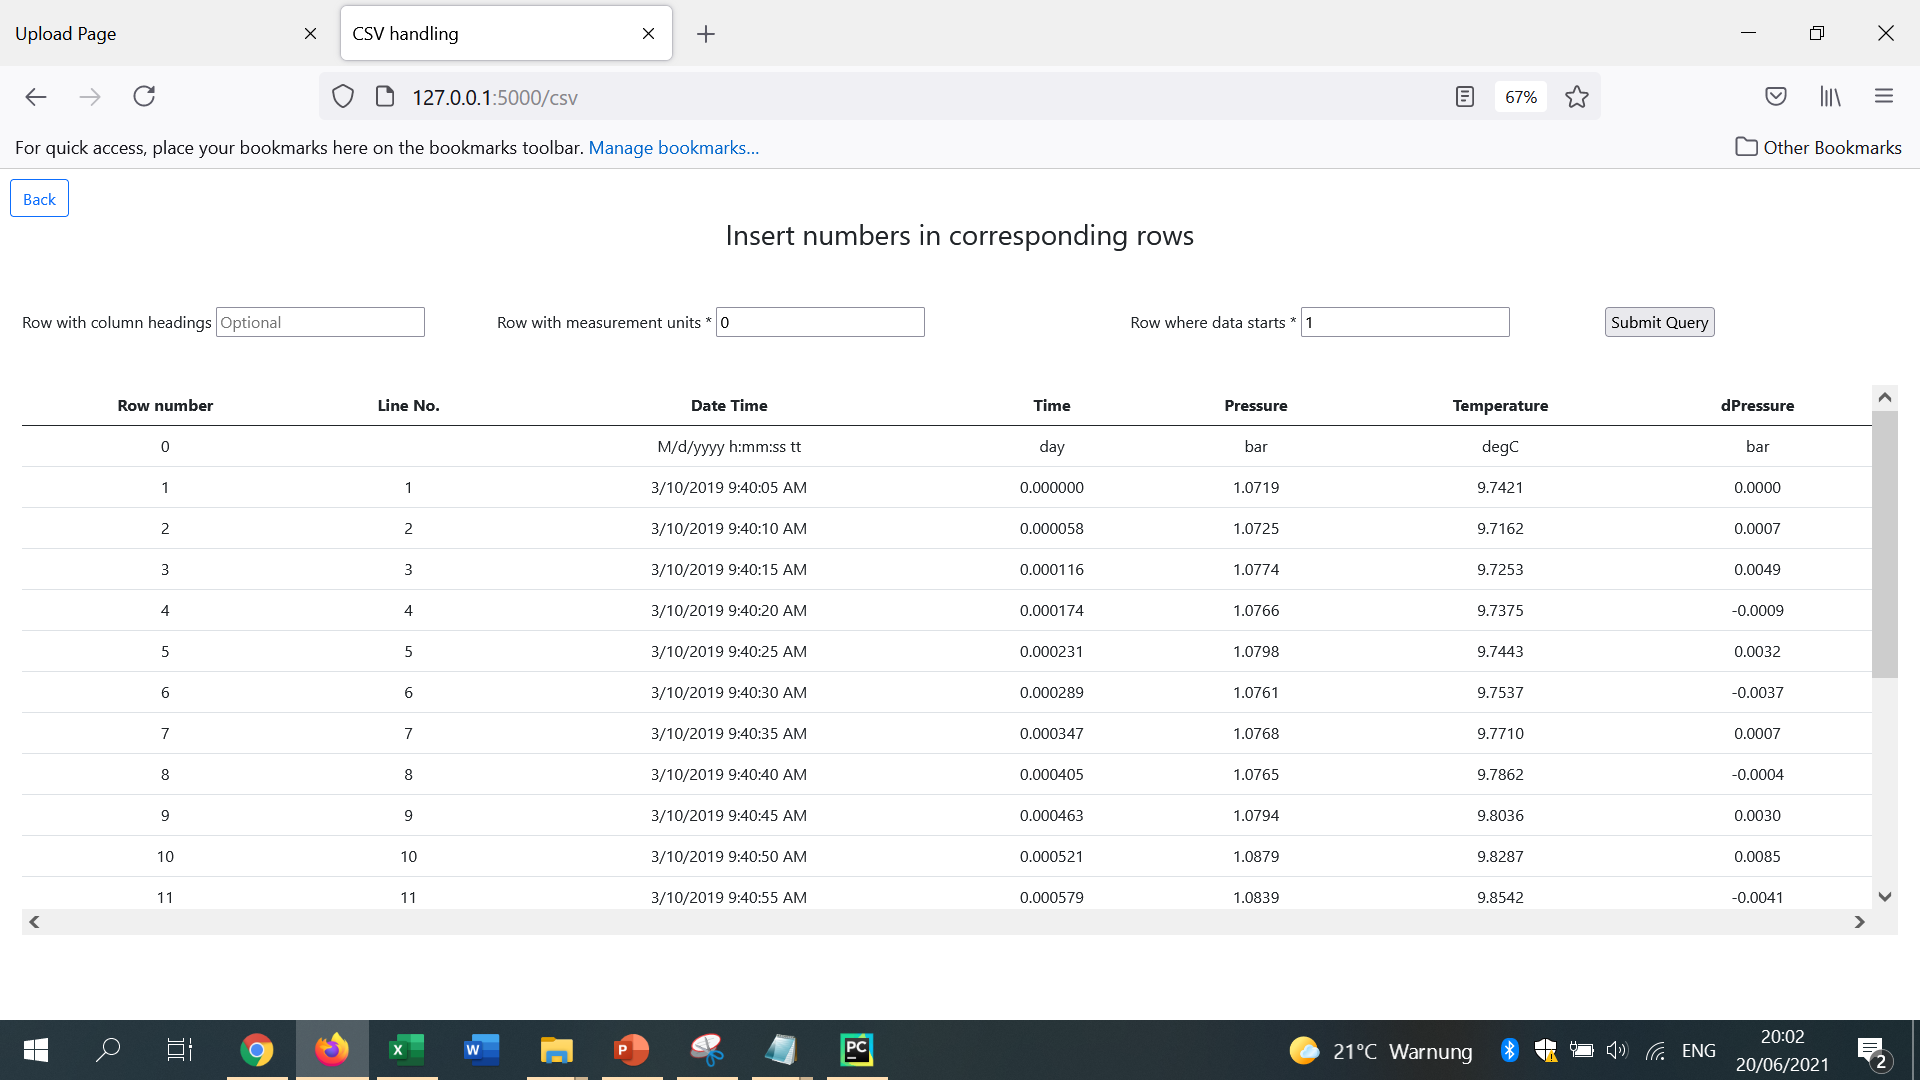 Upload Page
CSV handling
127.0.0.1:5000/csv
67%
For quick access, place your bookmarks here on the bookmarks toolbar. Manage bookmarks...
Other Bookmarks
Back
Insert numbers in corresponding rows
Row with column headings Optional Row with measurement units * 0 Row where data starts * 1 Submit Query
Row number Line No. Date Time Time Pressure Temperature dPressure
0 M/d/yyyy h:mm:ss tt day bar degC bar
1 1 3/10/2019 9:40:05 AM 0.000000 1.0719 9.7421 0.0000
2 2 3/10/2019 9:40:10 AM 0.000058 1.0725 9.7162 0.0007
3 3 3/10/2019 9:40:15 AM 0.000116 1.0774 9.7253 0.0049
4 4 3/10/2019 9:40:20 AM 0.000174 1.0766 9.7375 -0.0009
5 5 3/10/2019 9:40:25 AM 0.000231 1.0798 9.7443 0.0032
6 6 3/10/2019 9:40:30 AM 0.000289 1.0761 9.7537 -0.0037
7 7 3/10/2019 9:40:35 AM 0.000347 1.0768 9.7710 0.0007
8 8 3/10/2019 9:40:40 AM 0.000405 1.0765 9.7862 -0.0004
9 9 3/10/2019 9:40:45 AM 0.000463 1.0794 9.8036 0.0030
10 10 3/10/2019 9:40:50 AM 0.000521 1.0879 9.8287 0.0085
11 11 3/10/2019 9:40:55 AM 0.000579 1.0839 9.8542 -0.0041
X
W
P
PC
21°C Warnung
ENG
20:02
20/06/2021
2